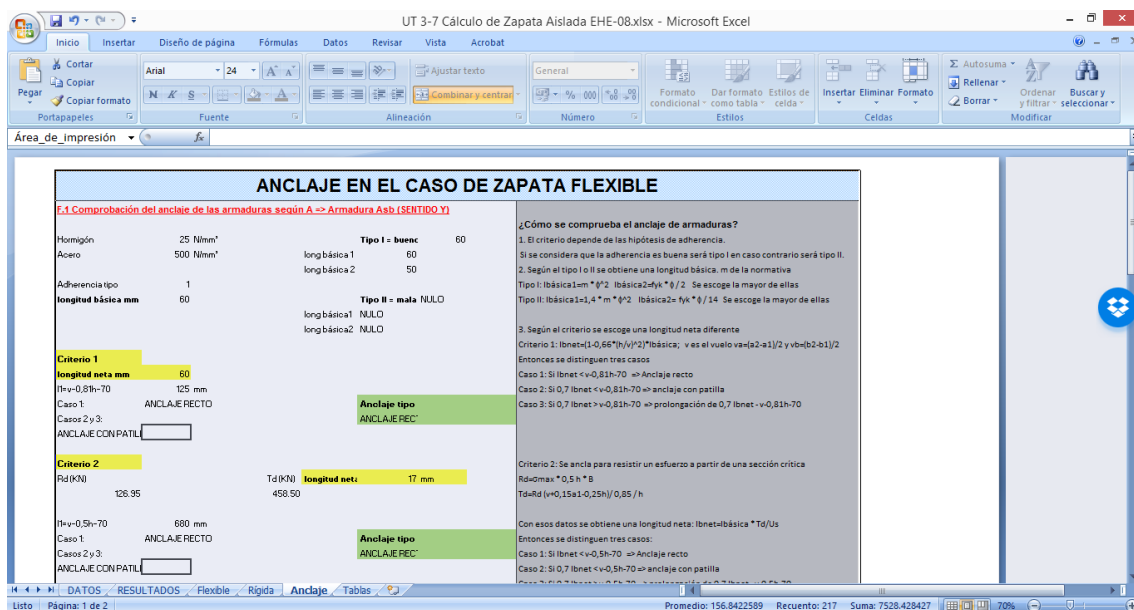 UT 3-7 Cálculo de Zapata Aislada EHE-08.xlsx - Microsoft Excel
Inicio Insertar Diseño de página Fórmulas Datos Revisar Vista Acrobat
Pegar
Cortar
Copiar
Copiar formato
Portapapeles
Arial 24
N K S
Fuente
Ajustar texto
Combinar y centrar
Alineación
General
% 000
Número
Formato condicional
Dar formato como tabla
Estilos de celda
Estilos
Insertar Eliminar Formato
Celdas
Autosuma
Rellenar
Borrar
Ordenar y filtrar
Buscar y seleccionar
Modificar
Área_de_impresión fx
ANCLAJE EN EL CASO DE ZAPATA FLEXIBLE
F.1 Comprobación del anclaje de las armaduras según A => Armadura Asb (SENTIDO Y)
Hormigón 25 N/mm² Tipo I = buenc 60
Acero 500 N/mm² long básica 1 60
long básica 2 50
Adherencia tipo 1
longitud básica mm 60 Tipo II = mala NULO
long básica1 NULO
long básica2 NULO
Criterio 1
longitud neta mm 60
l1=v-0,81h-70 125 mm
Caso 1: ANCLAJE RECTO Anclaje tipo
Casos 2 y 3: ANCLAJE REC
ANCLAJE CON PATILI
Criterio 2
Rd(KN) Td(KN) longitud neta 17 mm
126.95 458.50
l1=v-0,5h-70 680 mm
Caso 1: ANCLAJE RECTO Anclaje tipo
Casos 2 y 3: ANCLAJE REC
ANCLAJE CON PATILI
¿Cómo se comprueba el anclaje de armaduras?
1. El criterio depende de las hipótesis de adherencia.
Si se considera que la adherencia es buena será tipo I en caso contrario será tipo II.
2. Según el tipo I o II se obtiene una longitud básica. m de la normativa
Tipo I: lbásica1=m * ϕ^2 lbásica2=fyk * ϕ / 2 Se escoge la mayor de ellas
Tipo II: lbásica1=1,4 * m * ϕ^2 lbásica2= fyk * ϕ / 14 Se escoge la mayor de ellas
3. Según el criterio se escoge una longitud neta diferente
Criterio 1: lbnet=(1-0,66*(h/v)^2)*lbásica; v es el vuelo va=(a2-a1)/2 y vb=(b2-b1)/2
Entonces se distinguen tres casos
Caso 1: Si lbnet < v-0,81h-70 => Anclaje recto
Caso 2: Si 0,7 lbnet < v-0,81h-70 => anclaje con patilla
Caso 3: Si 0,7 lbnet > v-0,81h-70 => prolongación de 0,7 lbnet - v-0,81h-70
Criterio 2: Se ancla para resistir un esfuerzo a partir de una sección crítica
Rd=σmax * 0,5 h * B
Td=Rd (v+0,15a1-0,25h)/ 0,85 / h
Con esos datos se obtiene una longitud neta: lbnet=lbásica * Td/Us
Entonces se distinguen tres casos:
Caso 1: Si lbnet < v-0,5h-70 => Anclaje recto
Caso 2: Si 0,7 lbnet < v-0,5h-70 => anclaje con patilla
DATOS RESULTADOS Flexible Rígida Anclaje Tablas
Listo Página: 1 de 2 Promedio: 156.8422589 Recuento: 217 Suma: 7528.428427 70%